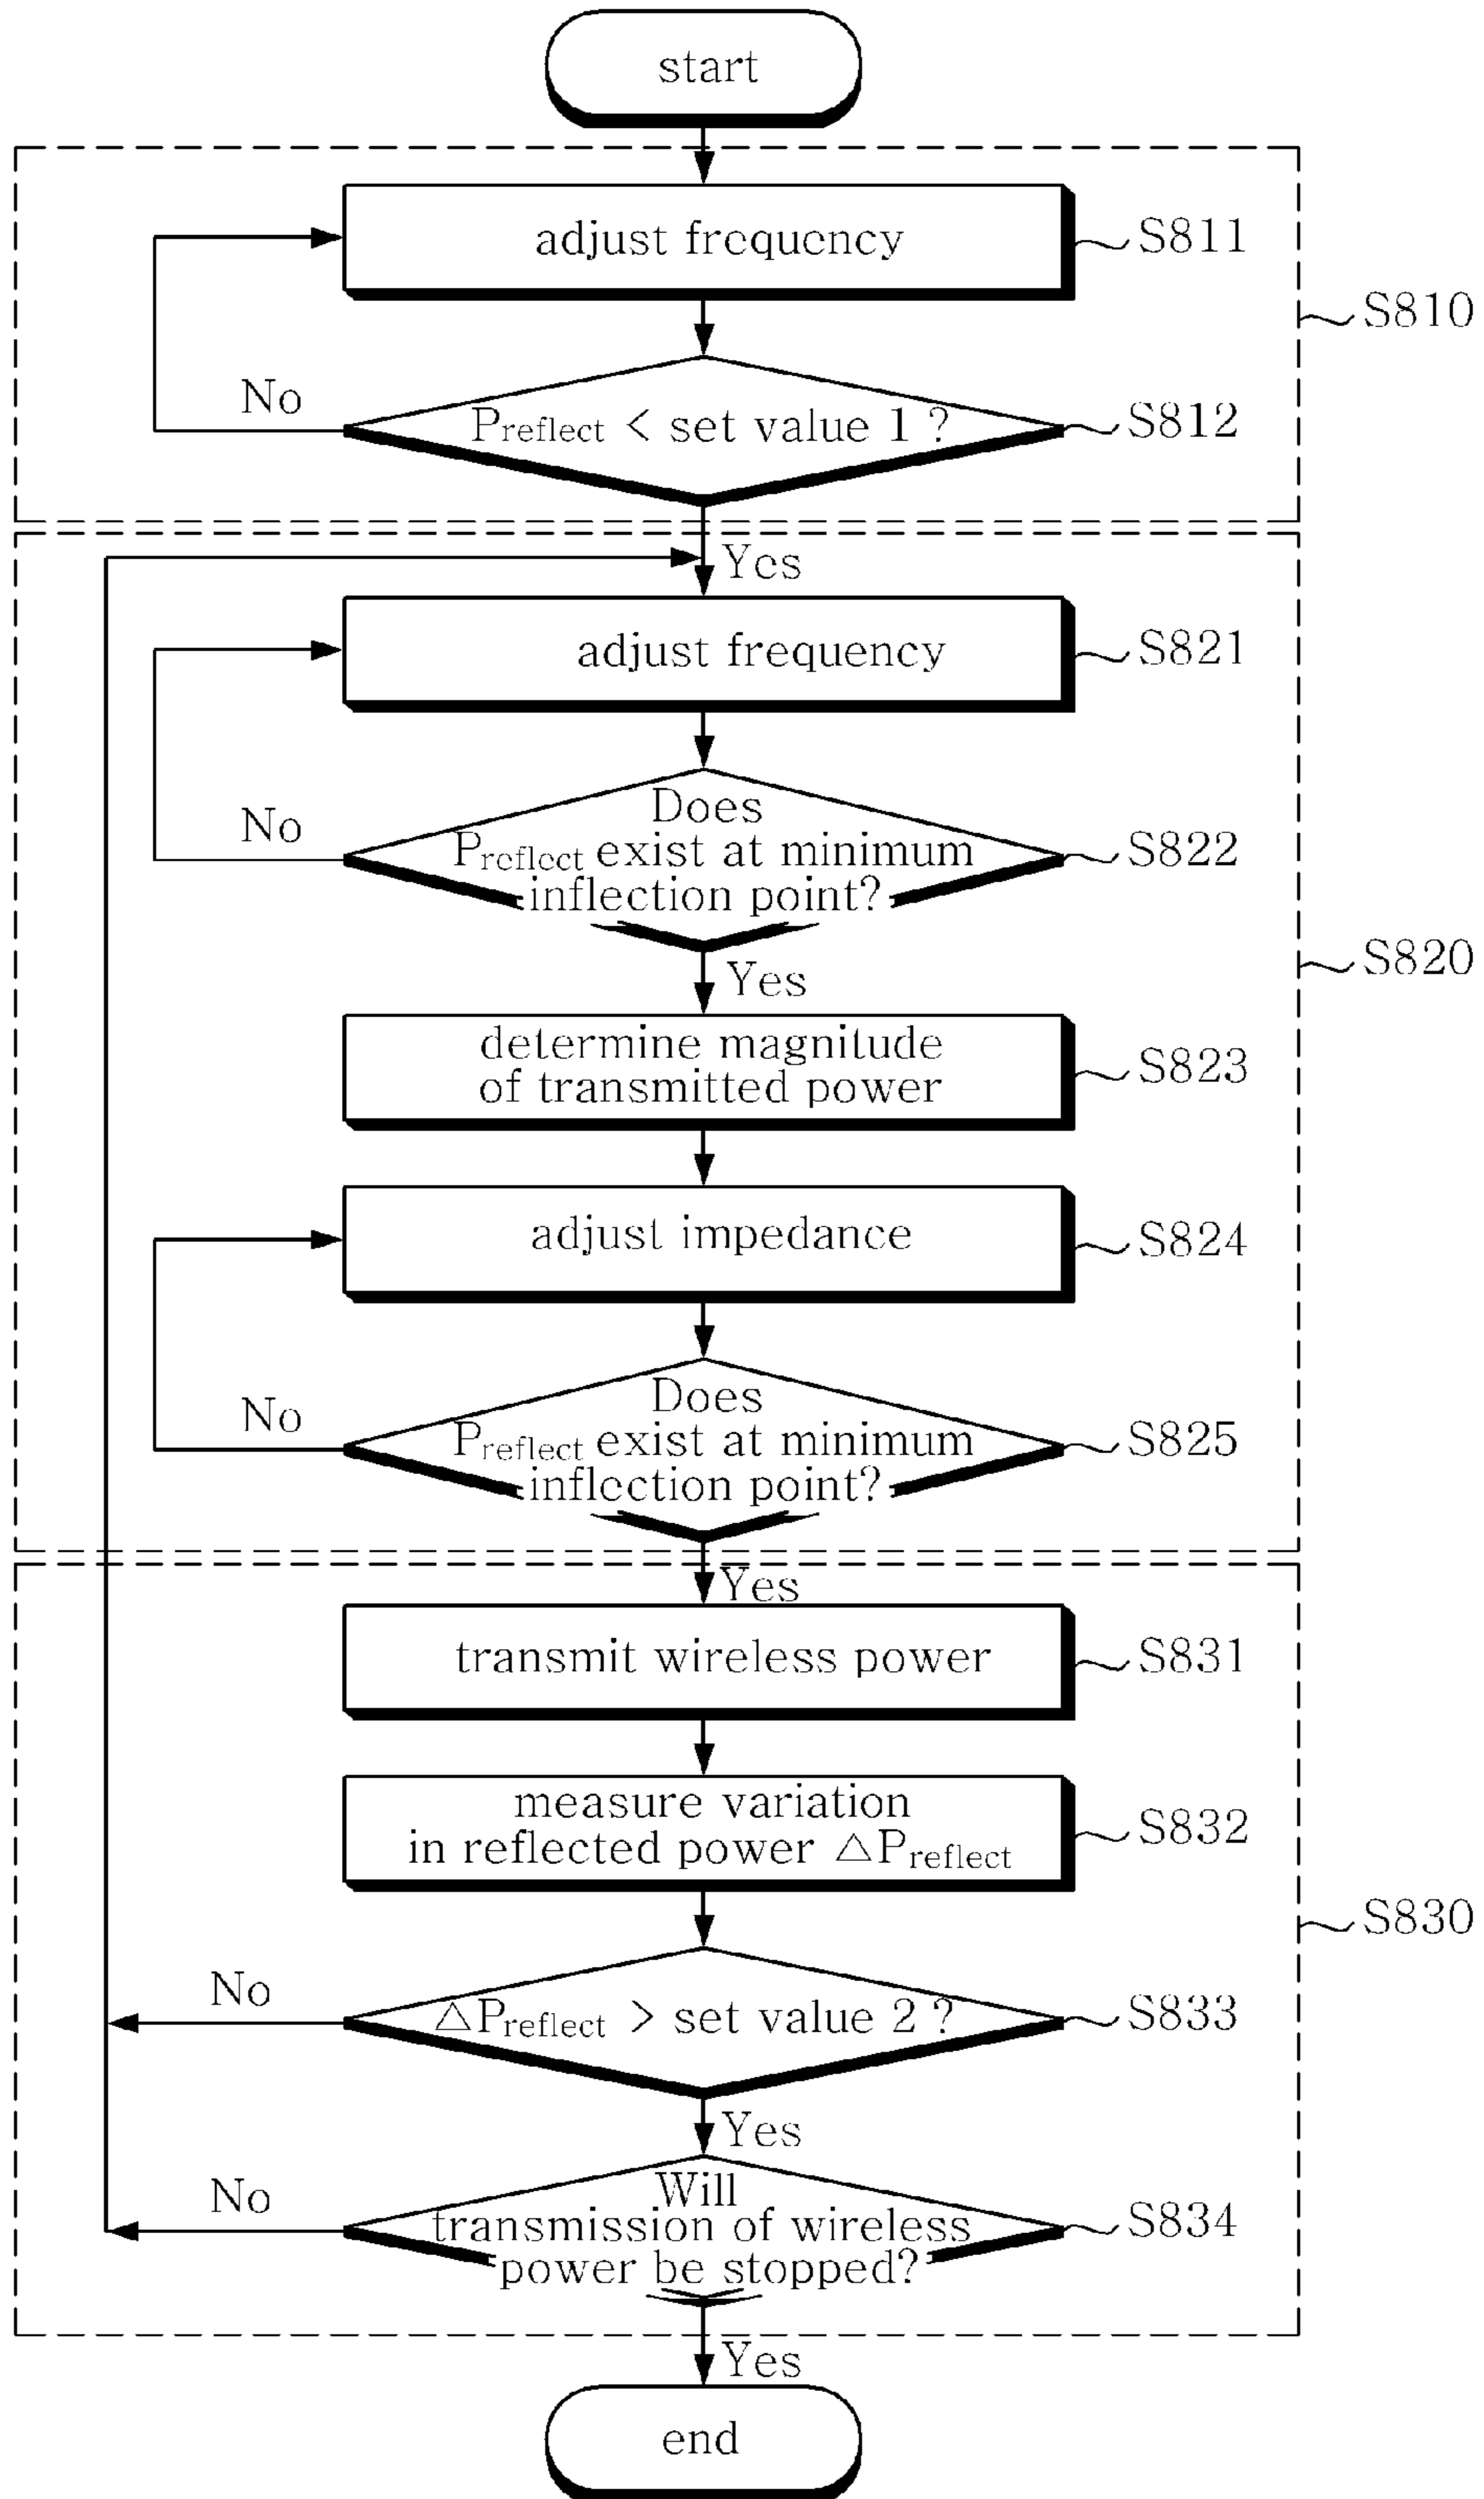 start
adjust frequency
S811
S810
No
Preflect < set value 1 ?
S812
Yes
adjust frequency
S821
No
Does
Preflect exist at minimum
inflection point?
S822
S820
Yes
determine magnitude
of transmitted power
S823
adjust impedance
S824
No
Does
Preflect exist at minimum
inflection point?
S825
Yes
transmit wireless power
S831
measure variation
in reflected power △Preflect
S832
S830
No
△Preflect > set value 2 ?
S833
Yes
No
Will
transmission of wireless
power be stopped?
S834
Yes
end